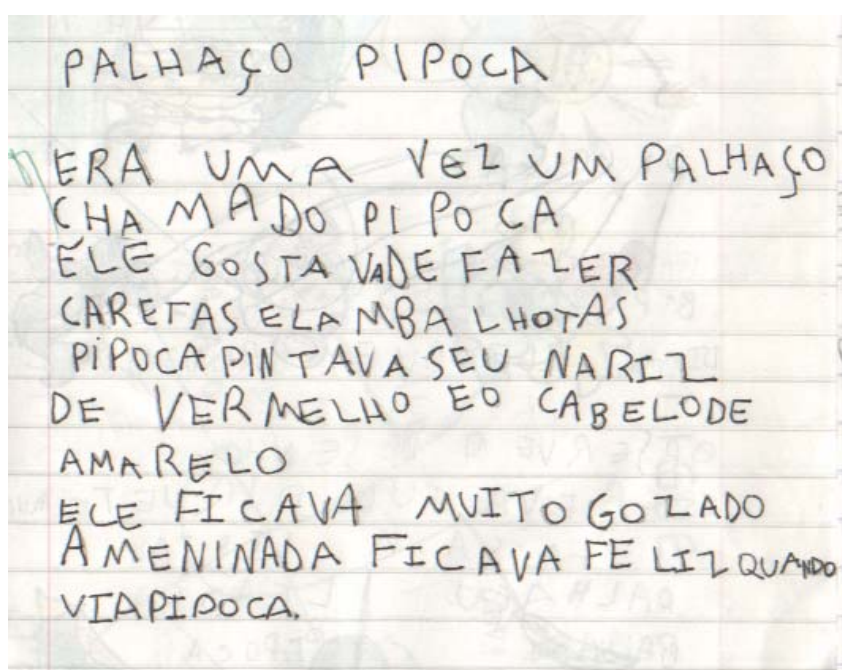 PALHAÇO PIPOCA
ERA UMA VEZ UM PALHAÇO
CHAMADO PIPOCA
ELE GOSTAVADE FAZER
CARETAS ELAMBALHOTAS
PIPOCA PINTAVA SEU NARIZ
DE VERMELHO EO CABELODE
AMARELO
ELE FICAVA MUITO GOZADO
A MENINADA FICAVA FELIZ QUANDO
VIAPIPOCA.